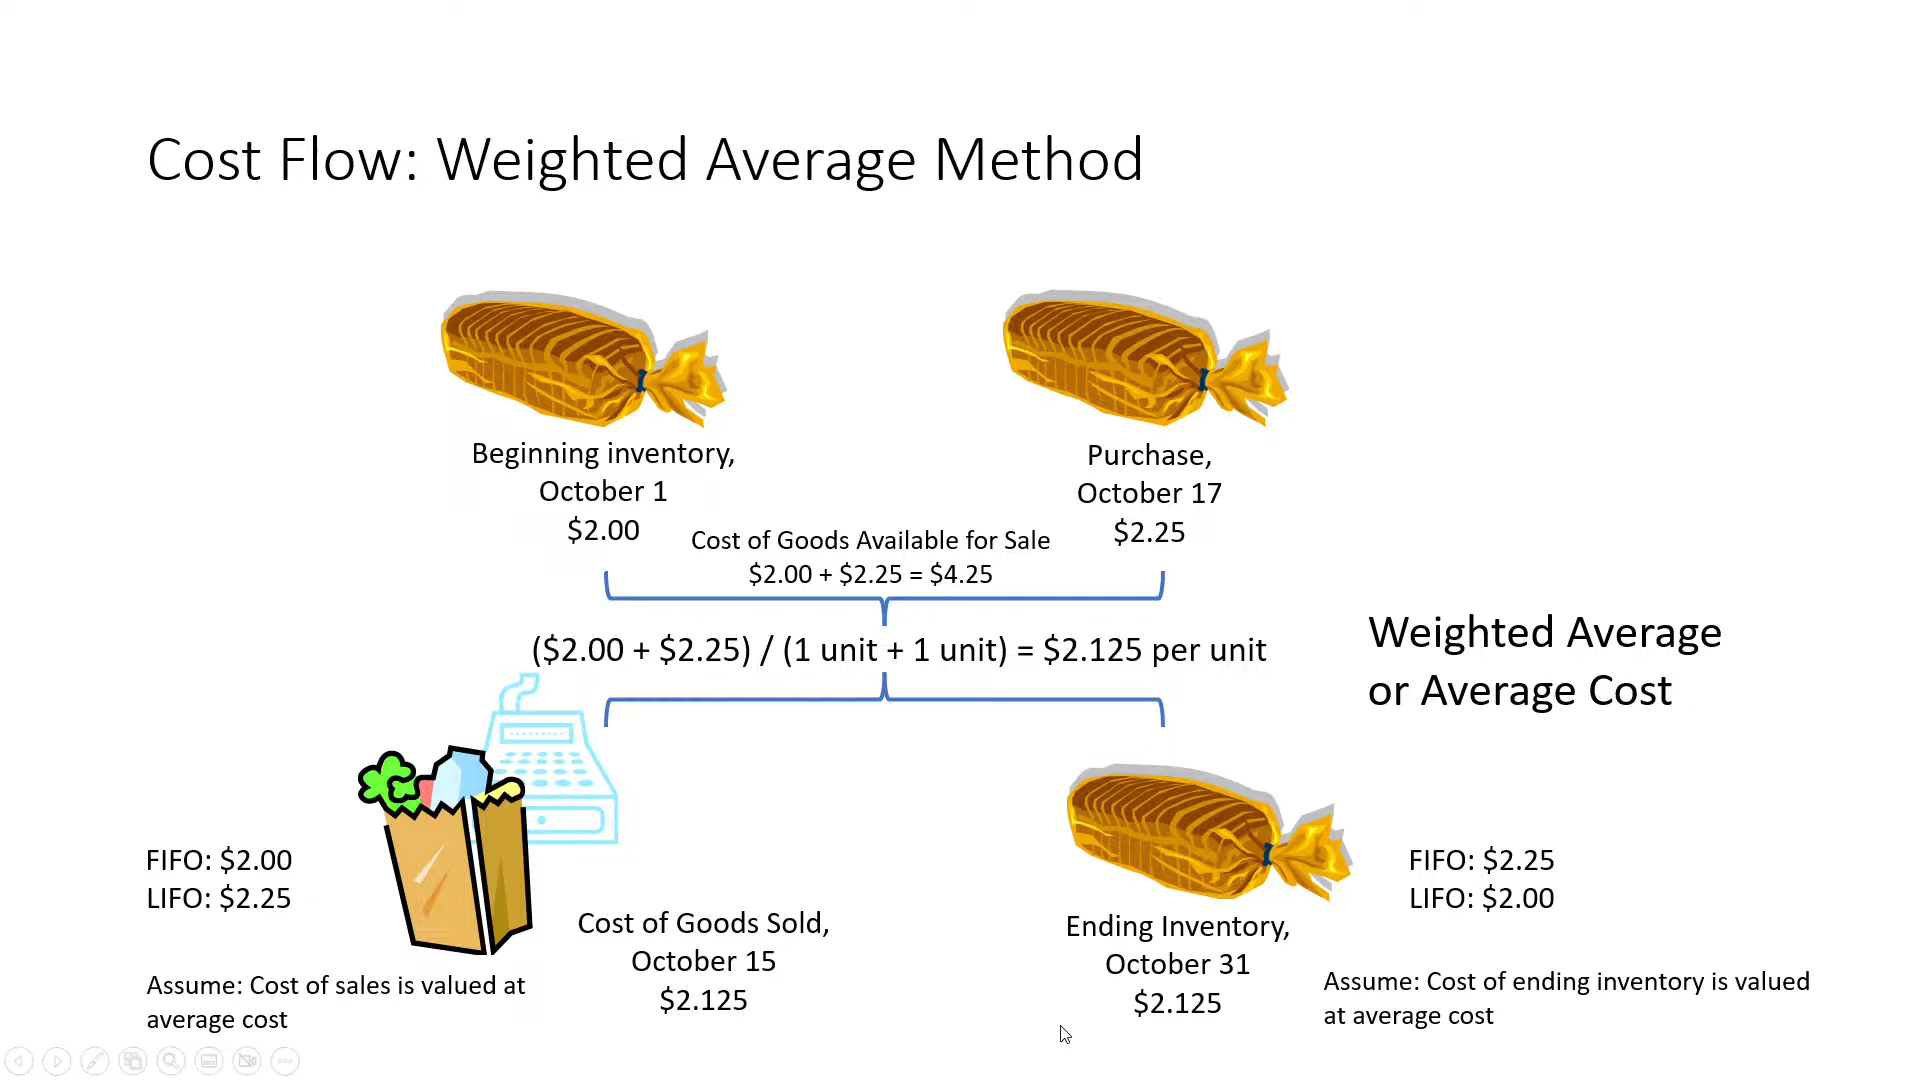 Cost Flow: Weighted Average Method
Beginning inventory,
October 1
$2.00
Purchase,
October 17
$2.25
Cost of Goods Available for Sale
$2.00 + $2.25 = $4.25
($2.00 + $2.25) / (1 unit + 1 unit) = $2.125 per unit
Weighted Average
or Average Cost
FIFO: $2.00
LIFO: $2.25
Cost of Goods Sold,
October 15
$2.125
Assume: Cost of sales is valued at
average cost
Ending Inventory,
October 31
$2.125
FIFO: $2.25
LIFO: $2.00
Assume: Cost of ending inventory is valued
at average cost